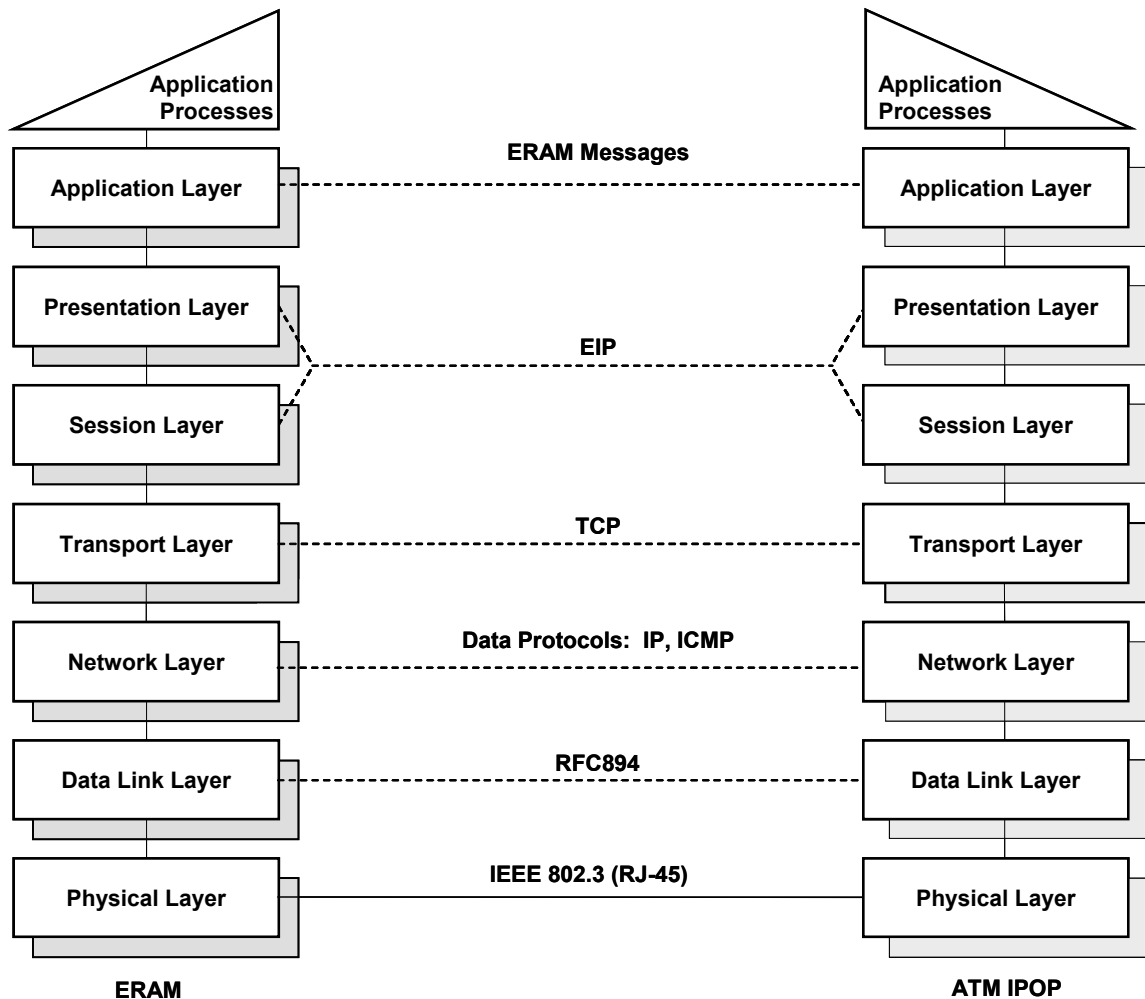 Application
Processes
Application
Processes
ERAM Messages
Application Layer
Application Layer
Presentation Layer
EIP
Presentation Layer
Session Layer
Session Layer
TCP
Transport Layer
Transport Layer
Data Protocols: IP, ICMP
Network Layer
Network Layer
RFC894
Data Link Layer
Data Link Layer
IEEE 802.3 (RJ-45)
Physical Layer
Physical Layer
ERAM
ATM IPOP